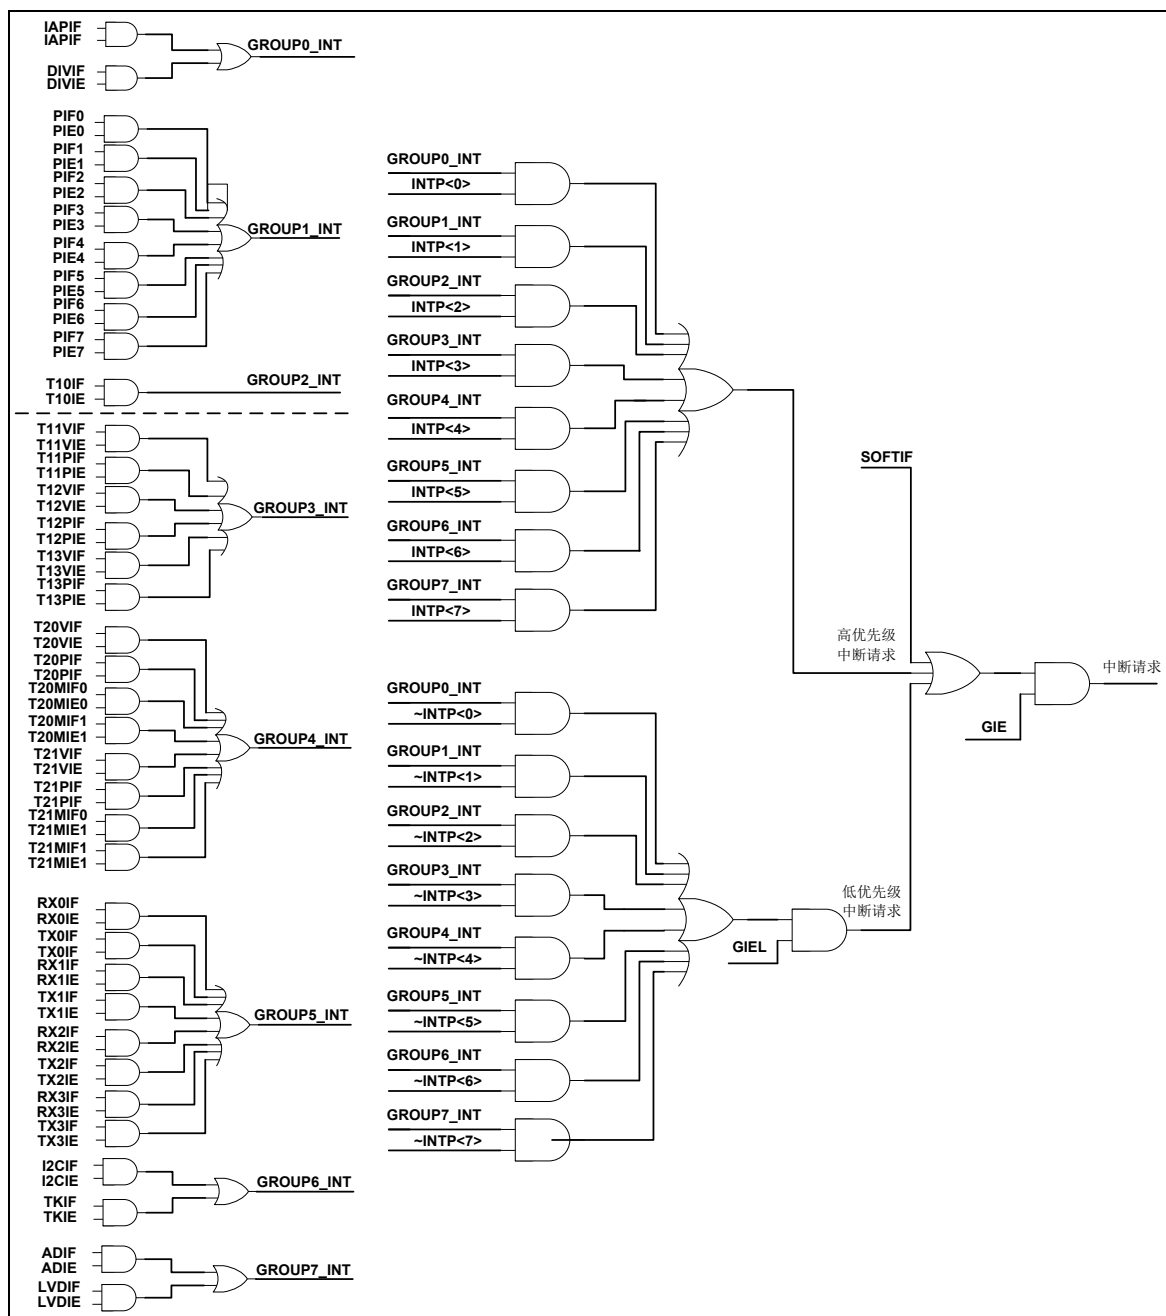 IAPIF
IAPIF
GROUP0_INT
DIVIF
DIVIE
PIF0
PIE0
PIF1
PIE1
PIF2
PIE2
PIF3
PIE3
GROUP1_INT
PIF4
PIE4
PIF5
PIE5
PIF6
PIE6
PIF7
PIE7
T10IF
T10IE
GROUP2_INT
T11VIF
T11VIE
T11PIF
T11PIE
T12VIF
T12VIE
GROUP3_INT
T12PIF
T12PIE
T13VIF
T13VIE
T13PIF
T13PIE
T20VIF
T20VIE
T20PIF
T20PIF
T20MIF0
T20MIE0
T20MIF1
T20MIE1
GROUP4_INT
T21VIF
T21VIE
T21PIF
T21PIF
T21MIF0
T21MIE1
T21MIF1
T21MIE1
RX0IF
RX0IE
TX0IF
TX0IF
RX1IF
RX1IE
TX1IF
TX1IE
GROUP5_INT
RX2IF
RX2IE
TX2IF
TX2IE
RX3IF
RX3IE
TX3IF
TX3IE
I2CIF
I2CIE
GROUP6_INT
TKIF
TKIE
ADIF
ADIE
GROUP7_INT
LVDIF
LVDIE
GROUP0_INT
INTP<0>
GROUP1_INT
INTP<1>
GROUP2_INT
INTP<2>
GROUP3_INT
INTP<3>
GROUP4_INT
INTP<4>
GROUP5_INT
INTP<5>
GROUP6_INT
INTP<6>
GROUP7_INT
INTP<7>
GROUP0_INT
~INTP<0>
GROUP1_INT
~INTP<1>
GROUP2_INT
~INTP<2>
GROUP3_INT
~INTP<3>
GROUP4_INT
~INTP<4>
GROUP5_INT
~INTP<5>
GROUP6_INT
~INTP<6>
GROUP7_INT
~INTP<7>
GIEL
SOFTIF
高优先级
中断请求
低优先级
中断请求
GIE
中断请求